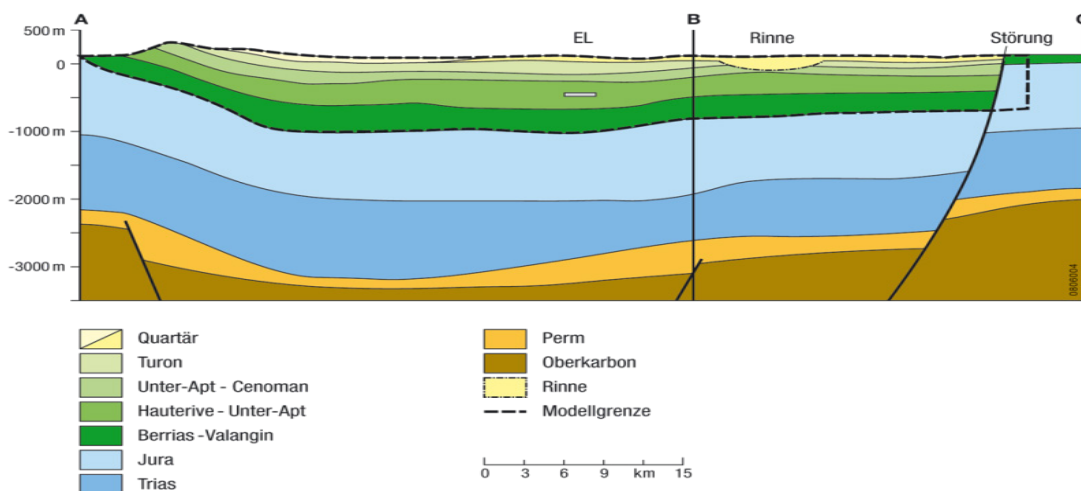 A
B
C
500 m
EL
Rinne
Störung
0
-1000 m
-2000 m
-3000 m
0806004
Quartär
Turon
Unter-Apt - Cenoman
Hauterive - Unter-Apt
Berrias - Valangin
Jura
Trias
Perm
Oberkarbon
Rinne
Modellgrenze
0 3 6 9 km 15